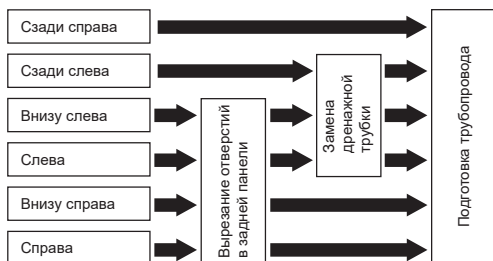 Сзади справа
Сзади слева
Внизу слева
Слева
Внизу справа
Справа
Вырезание отверстий
в задней панели
Замена
дренажной
трубки
Подготовка трубопровода